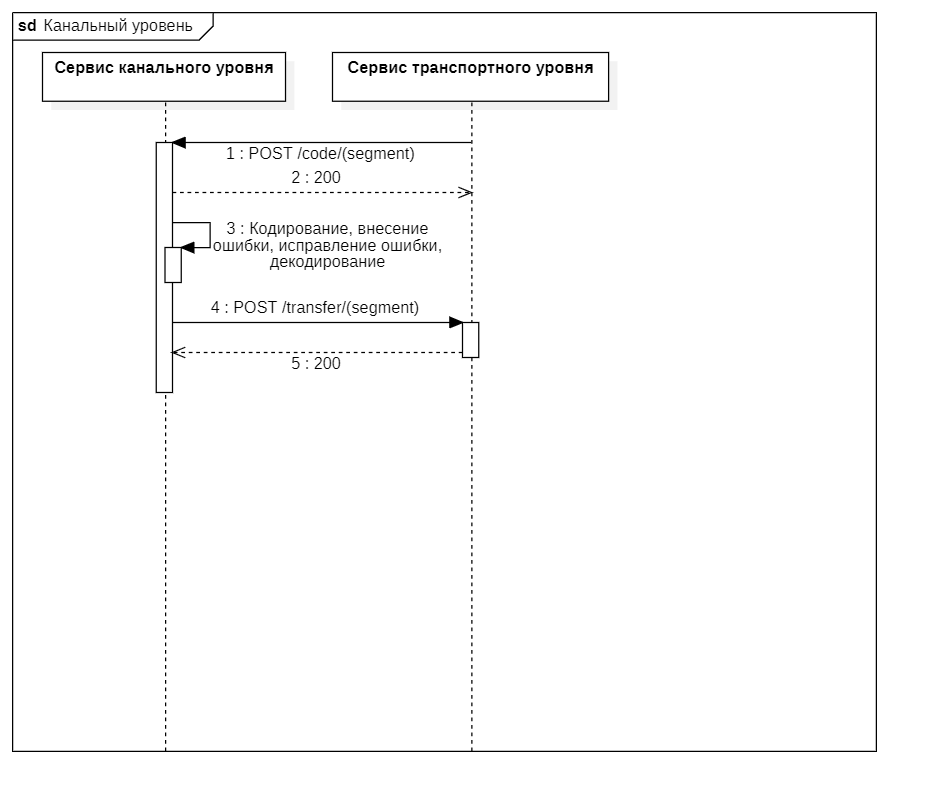 sd Канальный уровень
Сервис канального уровня
Сервис транспортного уровня
1 : POST /code/(segment)
2 : 200
3 : Кодирование, внесение
ошибки, исправление ошибки,
декодирование
4 : POST /transfer/(segment)
5 : 200